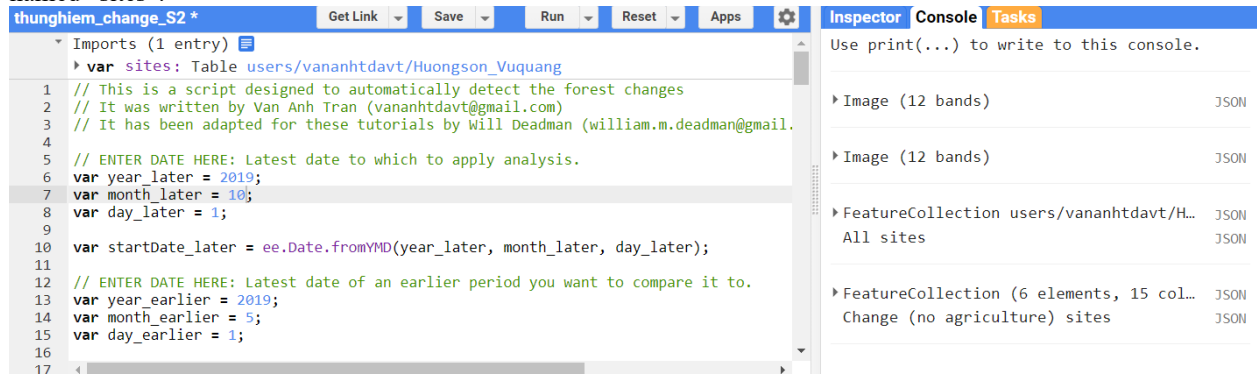 thunghiem_change_S2 *
Get Link Save Run Reset Apps
Inspector Console Tasks
Imports (1 entry)
var sites: Table users/vananhtdavt/Huongson_Vuquang
1 // This is a script designed to automatically detect the forest changes
2 // It was written by Van Anh Tran (vananhtdavt@gmail.com)
3 // It has been adapted for these tutorials by Will Deadman (william.m.deadman@gmail.
4
5 // ENTER DATE HERE: Latest date to which to apply analysis.
6 var year_later = 2019;
7 var month_later = 10;
8 var day_later = 1;
9
10 var startDate_later = ee.Date.fromYMD(year_later, month_later, day_later);
11
12 // ENTER DATE HERE: Latest date of an earlier period you want to compare it to.
13 var year_earlier = 2019;
14 var month_earlier = 5;
15 var day_earlier = 1;
16
17
Use print(...) to write to this console.
Image (12 bands) JSON
Image (12 bands) JSON
FeatureCollection users/vananhtdavt/H… JSON
All sites JSON
FeatureCollection (6 elements, 15 col… JSON
Change (no agriculture) sites JSON